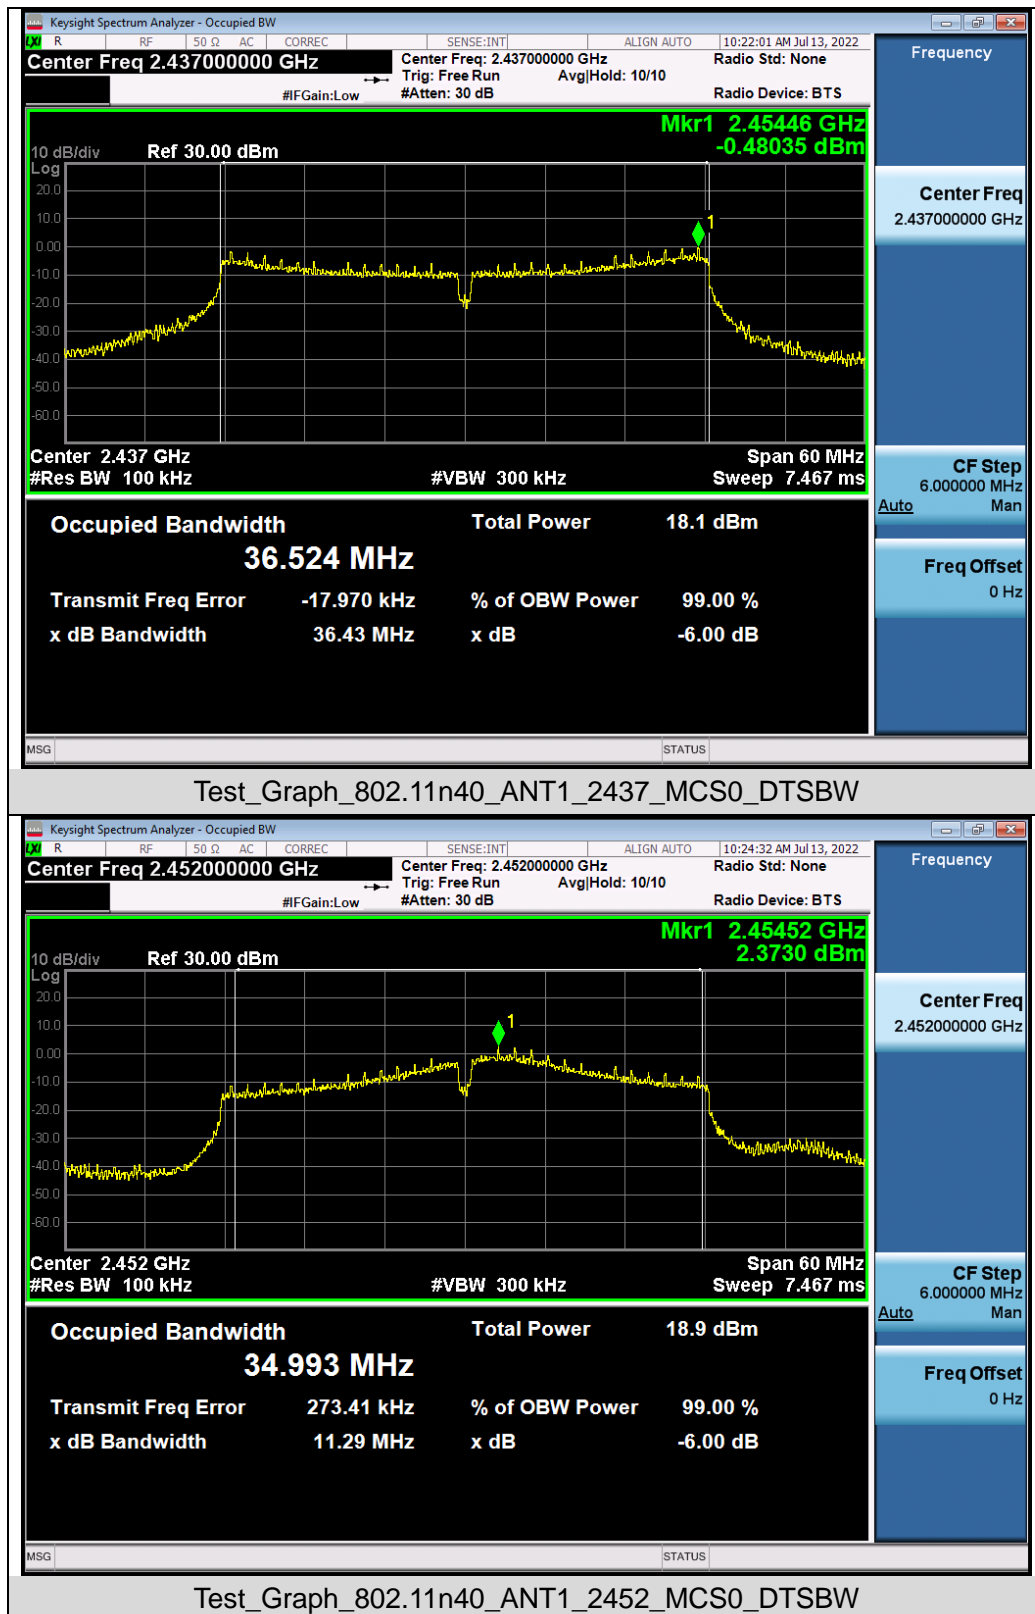 Keysight Spectrum Analyzer - Occupied BW
LXI R RF 50 Ω AC CORREC SENSE:INT ALIGN AUTO 10:22:01 AM Jul 13, 2022
Center Freq 2.437000000 GHz
Center Freq: 2.437000000 GHz
Radio Std: None
Trig: Free Run Avg|Hold: 10/10
#IFGain:Low
#Atten: 30 dB
Radio Device: BTS
Frequency
Mkr1 2.45446 GHz
-0.48035 dBm
10 dB/div Ref 30.00 dBm
Log
20.0
10.0
0.00
-10.0
-20.0
-30.0
-40.0
-50.0
-60.0
1
Center 2.437 GHz
Span 60 MHz
#Res BW 100 kHz
#VBW 300 kHz
Sweep 7.467 ms
Center Freq
2.437000000 GHz
CF Step
6.000000 MHz
Auto Man
Freq Offset
0 Hz
Occupied Bandwidth
Total Power 18.1 dBm
36.524 MHz
Transmit Freq Error -17.970 kHz % of OBW Power 99.00 %
x dB Bandwidth 36.43 MHz x dB -6.00 dB
MSG STATUS
Test_Graph_802.11n40_ANT1_2437_MCS0_DTSBW
Keysight Spectrum Analyzer - Occupied BW
LXI R RF 50 Ω AC CORREC SENSE:INT ALIGN AUTO 10:24:32 AM Jul 13, 2022
Center Freq 2.452000000 GHz
Center Freq: 2.452000000 GHz
Radio Std: None
Trig: Free Run Avg|Hold: 10/10
#IFGain:Low
#Atten: 30 dB
Radio Device: BTS
Frequency
Mkr1 2.45452 GHz
2.3730 dBm
10 dB/div Ref 30.00 dBm
Log
20.0
10.0
0.00
-10.0
-20.0
-30.0
-40.0
-50.0
-60.0
1
Center 2.452 GHz
Span 60 MHz
#Res BW 100 kHz
#VBW 300 kHz
Sweep 7.467 ms
Center Freq
2.452000000 GHz
CF Step
6.000000 MHz
Auto Man
Freq Offset
0 Hz
Occupied Bandwidth
Total Power 18.9 dBm
34.993 MHz
Transmit Freq Error 273.41 kHz % of OBW Power 99.00 %
x dB Bandwidth 11.29 MHz x dB -6.00 dB
MSG STATUS
Test_Graph_802.11n40_ANT1_2452_MCS0_DTSBW